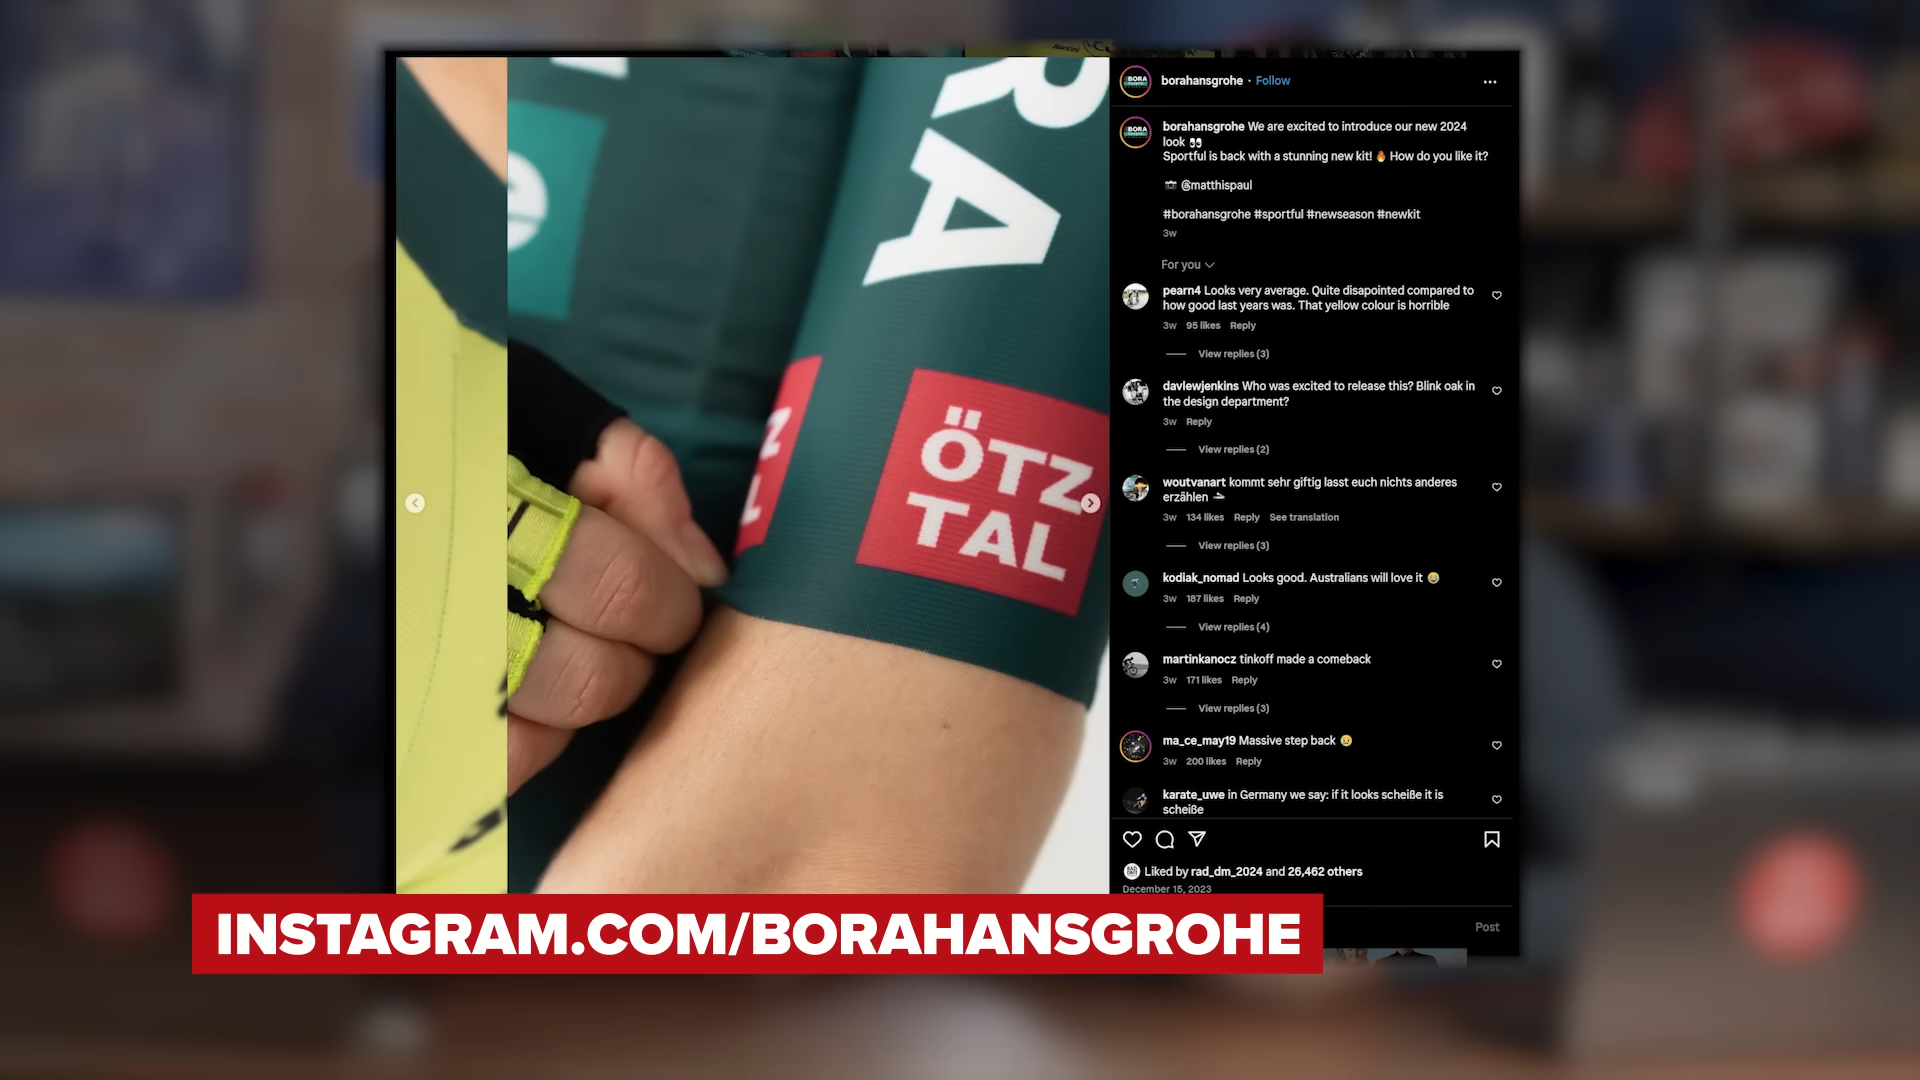 RA
e
ÖTZ
TAL
Z
L
borahansgrohe · Follow
borahansgrohe We are excited to introduce our new 2024
look 👀
Sportful is back with a stunning new kit! 🔥 How do you like it?
📷 @matthispaul
#borahansgrohe #sportful #newseason #newkit
3w
For you
pearn4 Looks very average. Quite disapointed compared to
how good last years was. That yellow colour is horrible
3w 95 likes Reply
View replies (3)
davlewjenkins Who was excited to release this? Blink oak in
the design department?
3w Reply
View replies (2)
woutvanart kommt sehr giftig lasst euch nichts anderes
erzählen
3w 134 likes Reply See translation
View replies (3)
kodiak_nomad Looks good. Australians will love it 😂
3w 187 likes Reply
View replies (4)
martinkanocz tinkoff made a comeback
3w 171 likes Reply
View replies (3)
ma_ce_may19 Massive step back 😢
3w 200 likes Reply
karate_uwe in Germany we say: if it looks scheiße it is
scheiße
Liked by rad_dm_2024 and 26,462 others
December 15, 2023
Post
INSTAGRAM.COM/BORAHANSGROHE